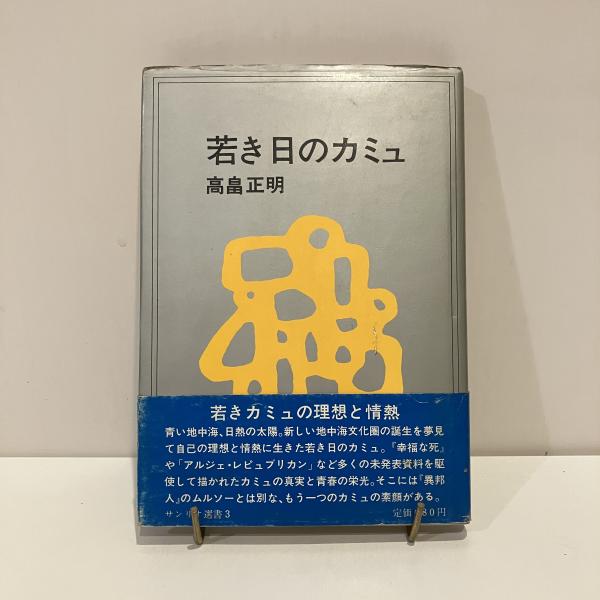 若き日のカミュ
高畠正明
若きカミュの理想と情熱
青い地中海、日熱の太陽。新しい地中海文化圏の誕生を夢見
て自己の理想と情熱に生きた若き日のカミュ。『幸福な死』
や「アルジェ・レピュブリカン」など多くの未発表資料を駆
使して描かれたカミュの真実と青春の栄光。そこには『異邦
人』のムルソーとは別な、もう一つのカミュの素顔がある。
サンリオ選書3
定価 80円